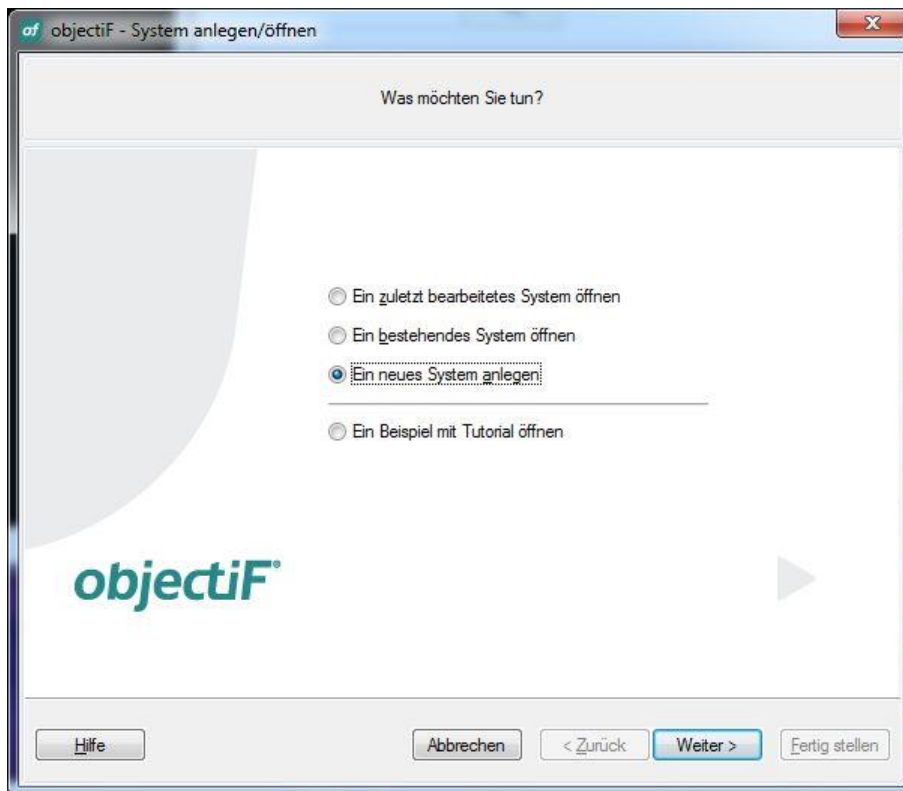 of objectiF - System anlegen/öffnen
Was möchten Sie tun?
Ein zuletzt bearbeitetes System öffnen
Ein bestehendes System öffnen
Ein neues System anlegen
Ein Beispiel mit Tutorial öffnen
objectiF®
Hilfe
Abbrechen
< Zurück
Weiter >
Fertig stellen